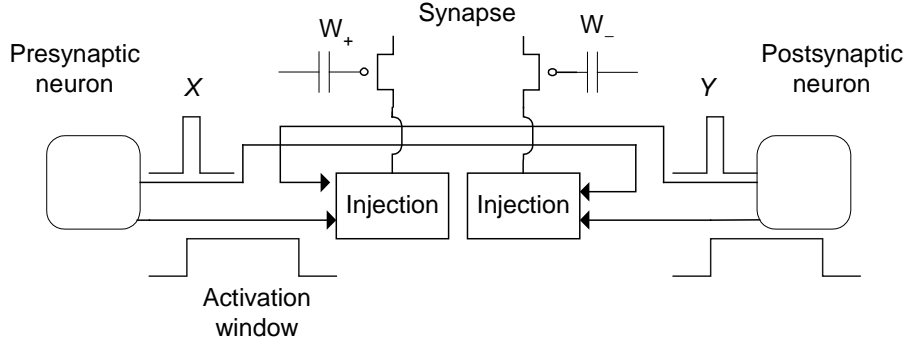 Synapse
W+
W−
Presynaptic
neuron
Postsynaptic
neuron
X
Y
Injection
Injection
Activation
window